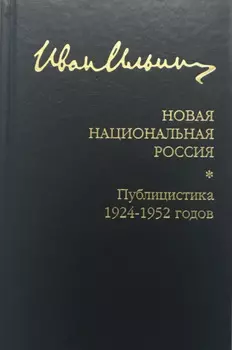 Иван Ильин
НОВАЯ
НАЦИОНАЛЬНАЯ
РОССИЯ
*
Публицистика
1924-1952 годов